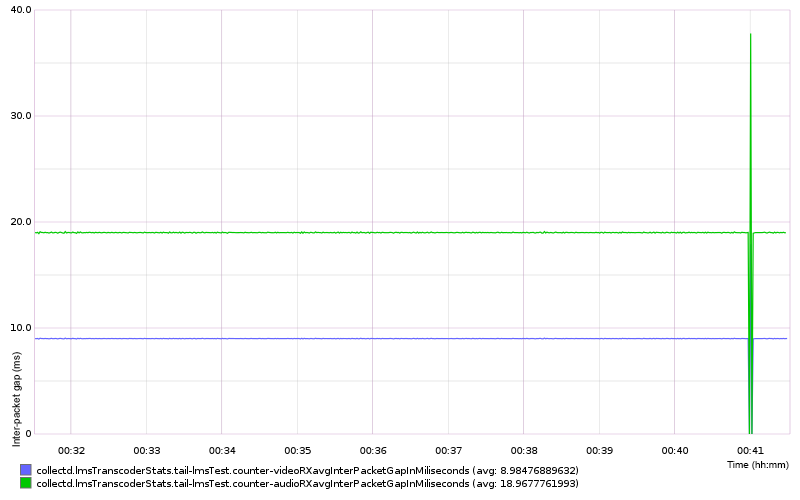 40.0
30.0
20.0
10.0
0
Inter-packet gap (ms)
00:32 00:33 00:34 00:35 00:36 00:37 00:38 00:39 00:40 00:41
Time (hh:mm)
collectd.lmsTranscoderStats.tail-lmsTest.counter-videoRXavgInterPacketGapInMiliseconds (avg: 8.98476889632)
collectd.lmsTranscoderStats.tail-lmsTest.counter-audioRXavgInterPacketGapInMiliseconds (avg: 18.9677761993)